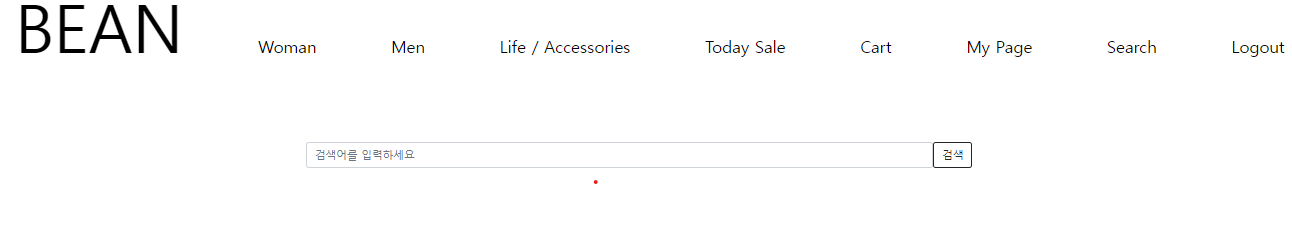 BEAN
Woman Men Life / Accessories Today Sale Cart My Page Search Logout
검색어를 입력하세요 검색